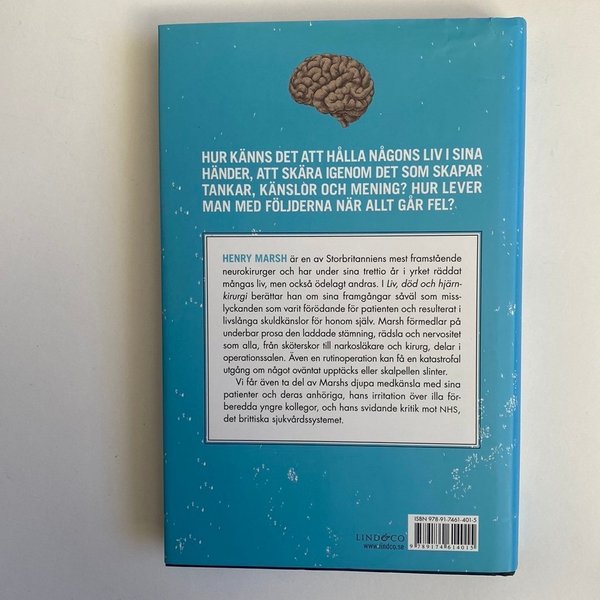 HUR KÄNNS DET ATT HÅLLA NÅGONS LIV I SINA
HÄNDER, ATT SKÄRA IGENOM DET SOM SKAPAR
TANKAR, KÄNSLOR OCH MENING? HUR LEVER
MAN MED FÖLJDERNA NÄR ALLT GÅR FEL?
HENRY MARSH är en av Storbritanniens mest framstående
neurokirurger och har under sina trettio år i yrket räddat
mångas liv, men också ödelagt andras. I Liv, död och hjärn-
kirurgi berättar han om sina framgångar såväl som miss-
lyckanden som varit förödande för patienten och resulterat i
livslånga skuldkänslor för honom själv. Marsh förmedlar på
underbar prosa den laddade stämning, rädsla och nervositet
som alla, från sköterskor till narkosläkare och kirurg, delar i
operationssalen. Även en rutinoperation kan få en katastrofal
utgång om något oväntat upptäcks eller skalpellen slinter.
Vi får även ta del av Marshs djupa medkänsla med sina
patienter och deras anhöriga, hans irritation över illa för-
beredda yngre kollegor, och hans svidande kritik mot NHS,
det brittiska sjukvårdssystemet.
ISBN 978-91-7461-401-5
9789174614015
LIND&CO
www.lindco.se